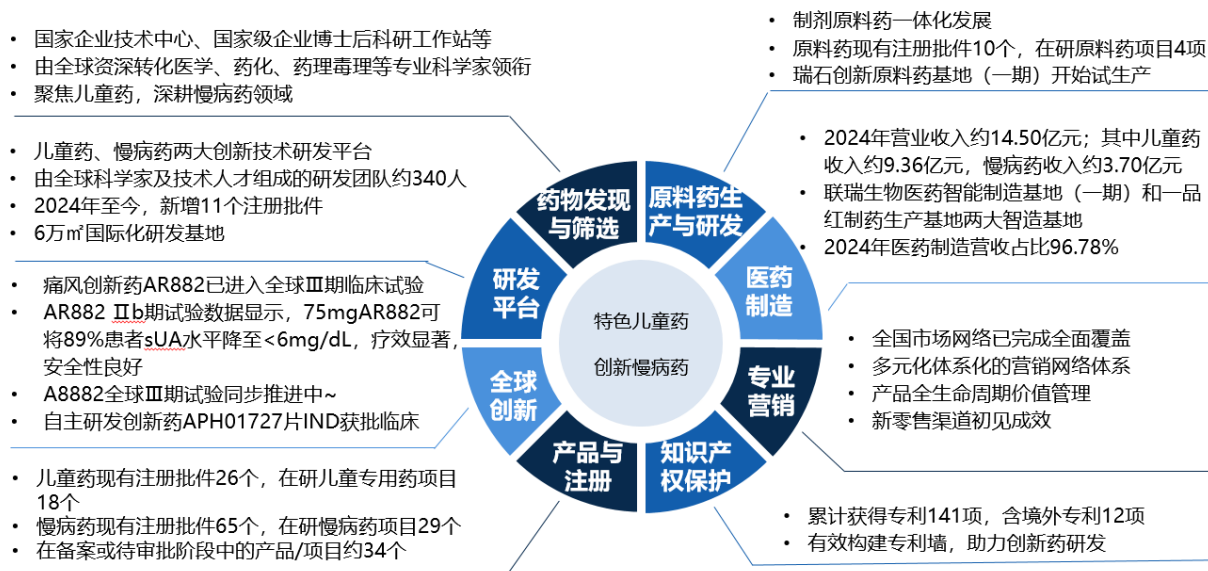 • 国家企业技术中心、国家级企业博士后科研工作站等
• 由全球资深转化医学、药化、药理毒理等专业科学家领衔
• 聚焦儿童药，深耕慢病药领域
• 儿童药、慢病药两大创新技术研发平台
• 由全球科学家及技术人才组成的研发团队约340人
• 2024年至今，新增11个注册批件
• 6万㎡国际化研发基地
• 痛风创新药AR882已进入全球Ⅲ期临床试验
• AR882 Ⅱb期试验数据显示，75mgAR882可
将89%患者sUA水平降至<6mg/dL，疗效显著，
安全性良好
• A8882全球Ⅲ期试验同步推进中~
• 自主研发创新药APH01727片IND获批临床
• 儿童药现有注册批件26个，在研儿童专用药项目
18个
• 慢病药现有注册批件65个，在研慢病药项目29个
• 在备案或待审批阶段中的产品/项目约34个
药物发现
与筛选
原料药生
产与研发
研发
平台
医药
制造
特色儿童药
创新慢病药
全球
创新
专业
营销
产品与
注册
知识产
权保护
• 制剂原料药一体化发展
• 原料药现有注册批件10个，在研原料药项目4项
• 瑞石创新原料药基地（一期）开始试生产
• 2024年营业收入约14.50亿元；其中儿童药
收入约9.36亿元，慢病药收入约3.70亿元
• 联瑞生物医药智能制造基地（一期）和一品
红制药生产基地两大智造基地
• 2024年医药制造营收占比96.78%
• 全国市场网络已完成全面覆盖
• 多元化体系化的营销网络体系
• 产品全生命周期价值管理
• 新零售渠道初见成效
• 累计获得专利141项，含境外专利12项
• 有效构建专利墙，助力创新药研发